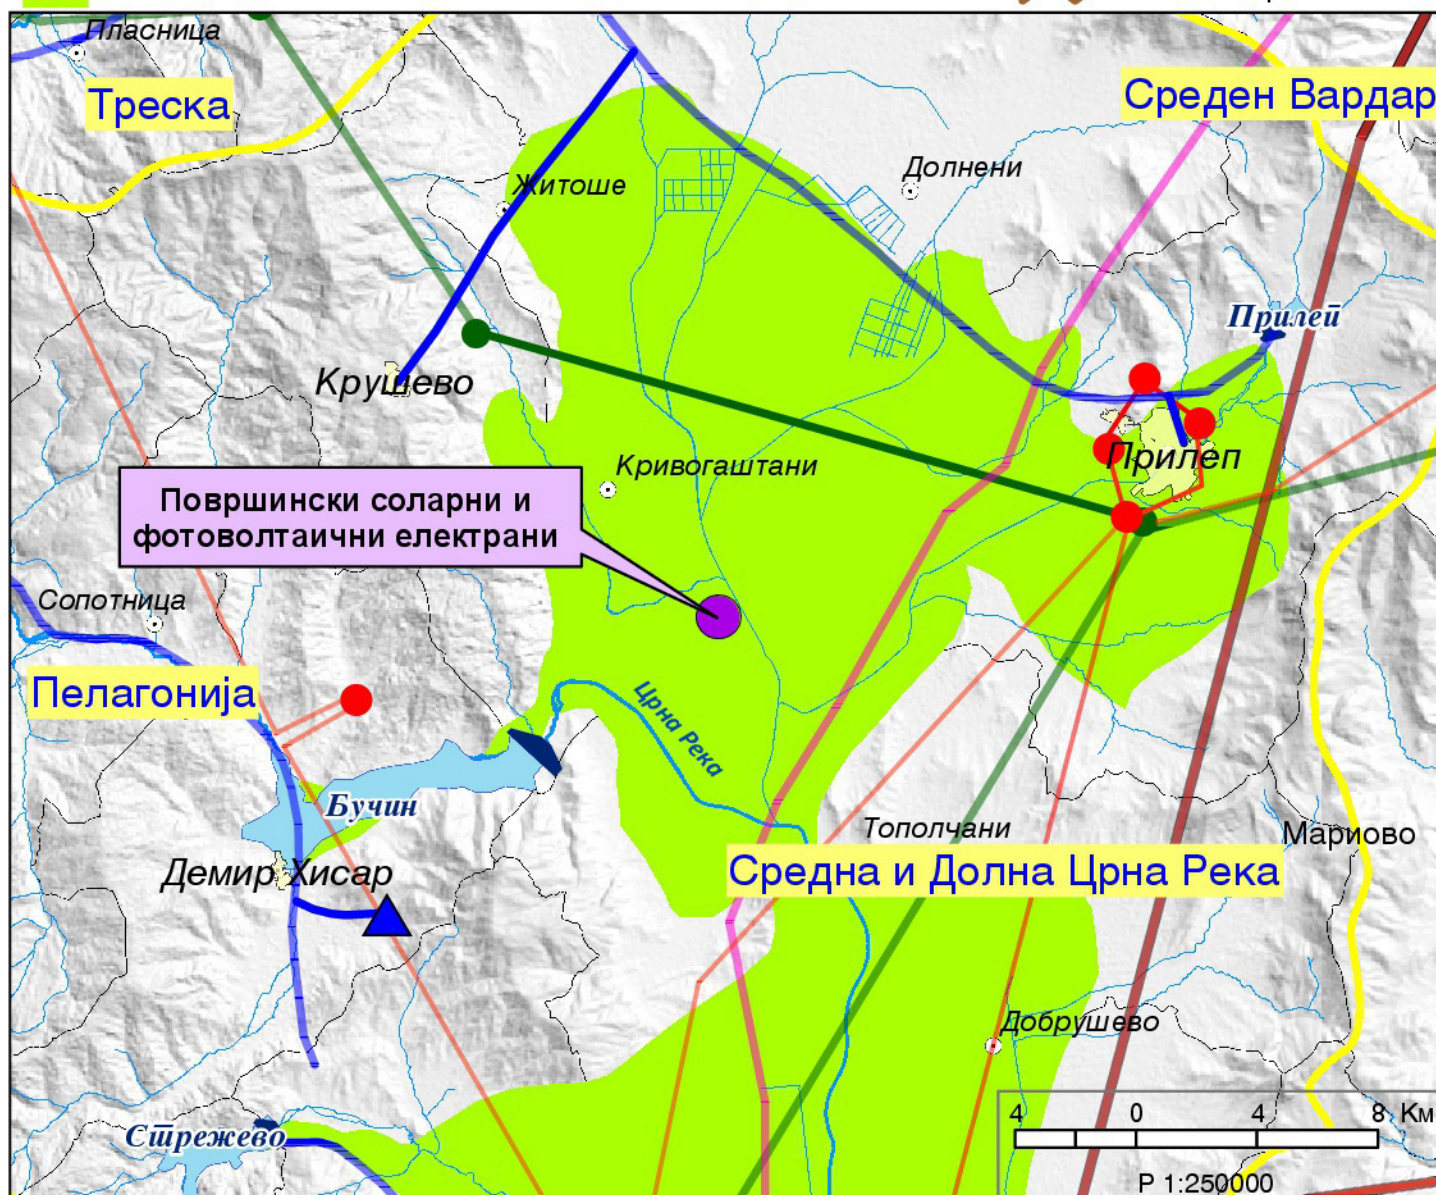 Пласница
Треска
Среден Вардар
Житоше
Долнени
Прилеп
Крушево
Прилеп
Кривогаштани
Површински соларни и
фотоволтаични електрани
Сопотница
Пелагонија
Црна Река
Бучин
Тополчани
Мариово
Демир Хисар
Средна и Долна Црна Река
Добрушево
4 0 4 8 Км
Стрежево
Р 1:250000